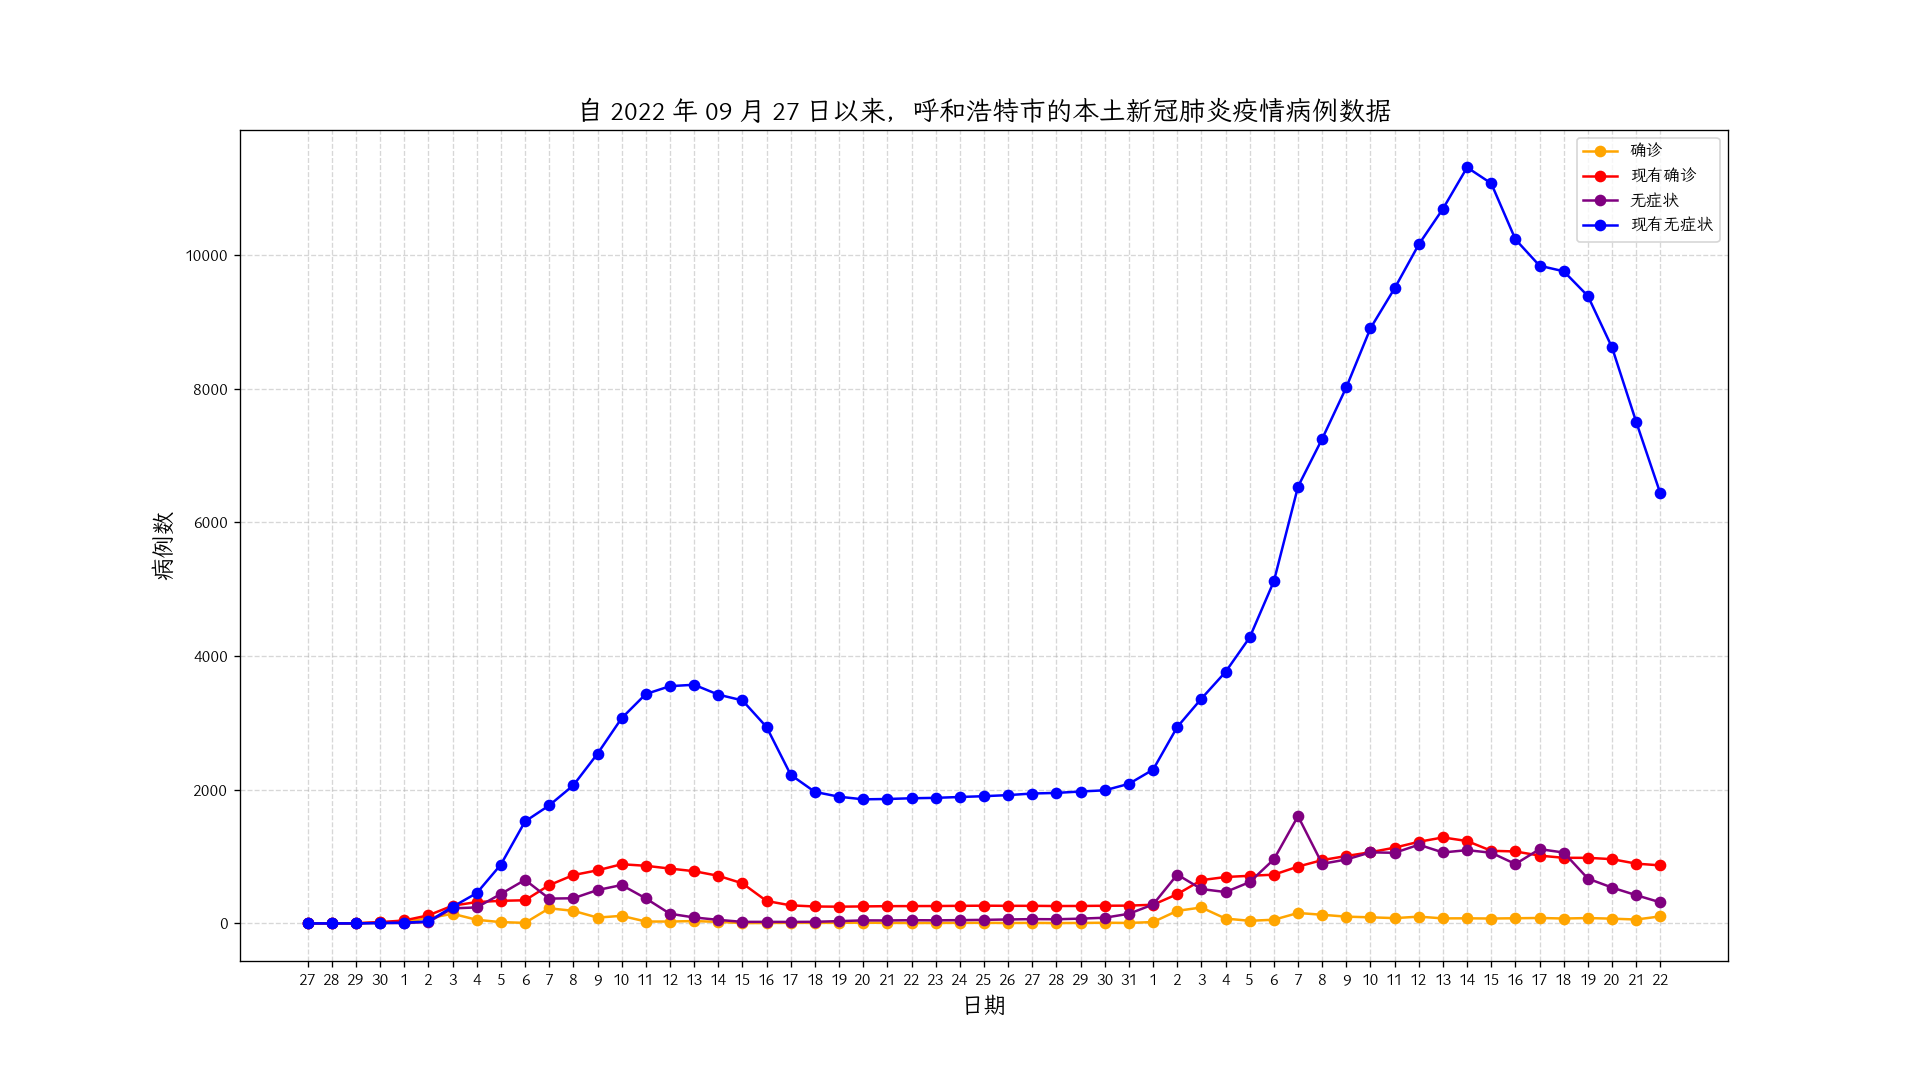 自 2022 年 09 月 27 日以来，呼和浩特市的本土新冠肺炎疫情病例数据
确诊
现有确诊
无症状
现有无症状
病例数
10000
8000
6000
4000
2000
0
27 28 29 30 1 2 3 4 5 6 7 8 9 10 11 12 13 14 15 16 17 18 19 20 21 22 23 24 25 26 27 28 29 30 31 1 2 3 4 5 6 7 8 9 10 11 12 13 14 15 16 17 18 19 20 21 22
日期